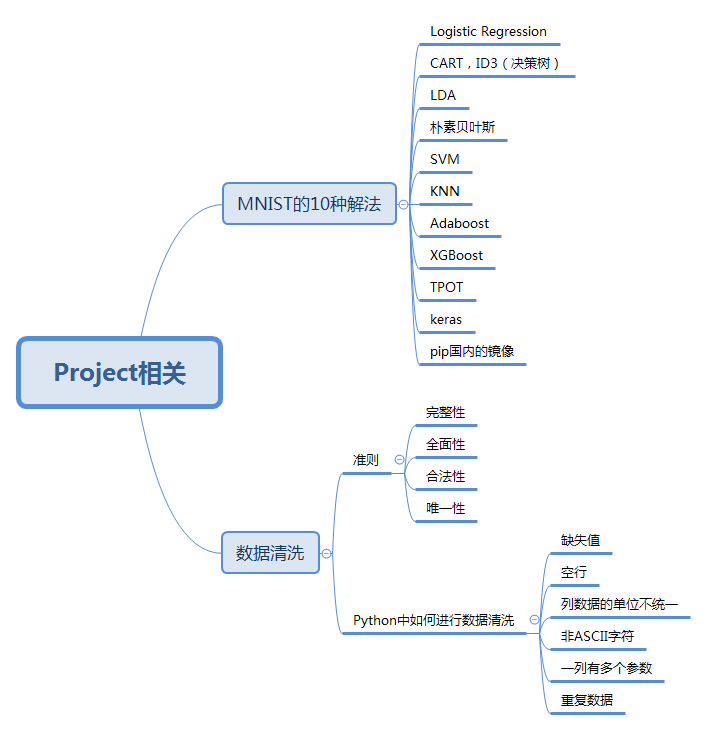 Project相关
MNIST的10种解法
Logistic Regression
CART，ID3（决策树）
LDA
朴素贝叶斯
SVM
KNN
Adaboost
XGBoost
TPOT
keras
pip国内的镜像
数据清洗
准则
完整性
全面性
合法性
唯一性
Python中如何进行数据清洗
缺失值
空行
列数据的单位不统一
非ASCII字符
一列有多个参数
重复数据